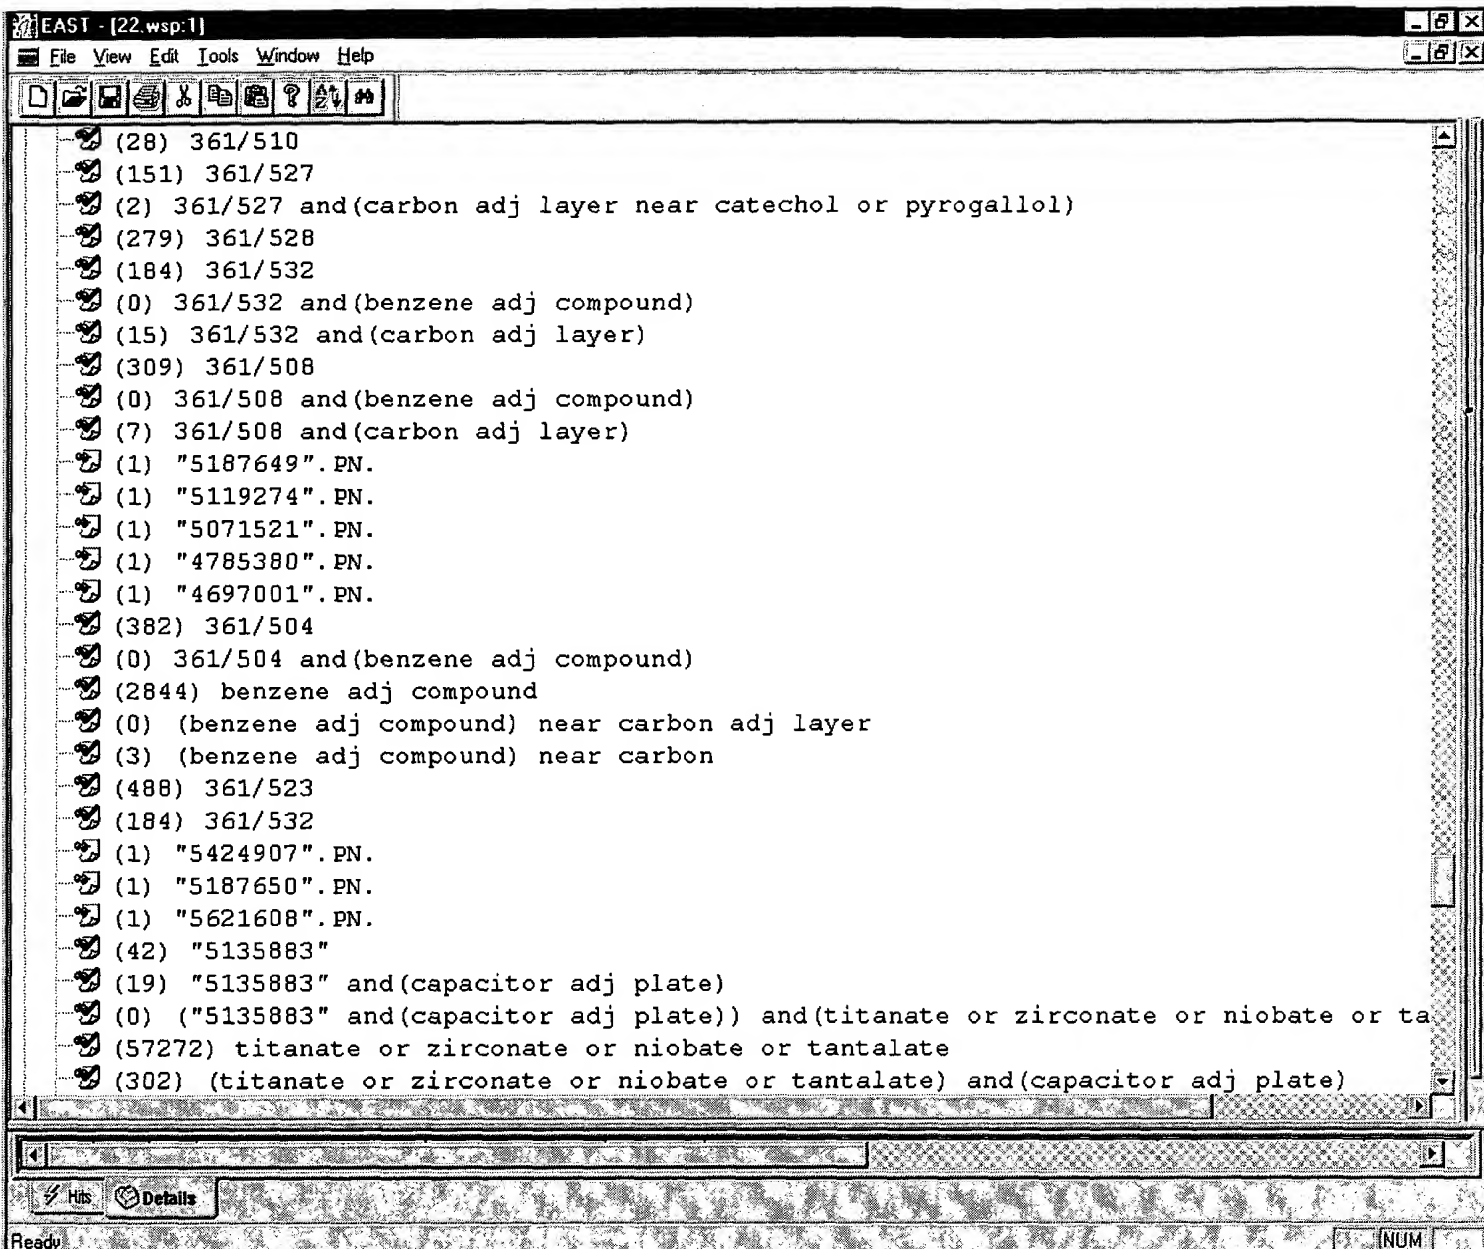 EAST - [22.wsp:1]
File View Edit Tools Window Help
(28) 361/510
(151) 361/527
(2) 361/527 and(carbon adj layer near catechol or pyrogallol)
(279) 361/528
(184) 361/532
(0) 361/532 and(benzene adj compound)
(15) 361/532 and(carbon adj layer)
(309) 361/508
(0) 361/508 and(benzene adj compound)
(7) 361/508 and(carbon adj layer)
(1) "5187649".PN.
(1) "5119274".PN.
(1) "5071521".PN.
(1) "4785380".PN.
(1) "4697001".PN.
(382) 361/504
(0) 361/504 and(benzene adj compound)
(2844) benzene adj compound
(0) (benzene adj compound) near carbon adj layer
(3) (benzene adj compound) near carbon
(488) 361/523
(184) 361/532
(1) "5424907".PN.
(1) "5187650".PN.
(1) "5621608".PN.
(42) "5135883"
(19) "5135883" and(capacitor adj plate)
(0) ("5135883" and(capacitor adj plate)) and(titanate or zirconate or niobate or ta
(57272) titanate or zirconate or niobate or tantalate
(302) (titanate or zirconate or niobate or tantalate) and(capacitor adj plate)
Hits Details
Ready NUM